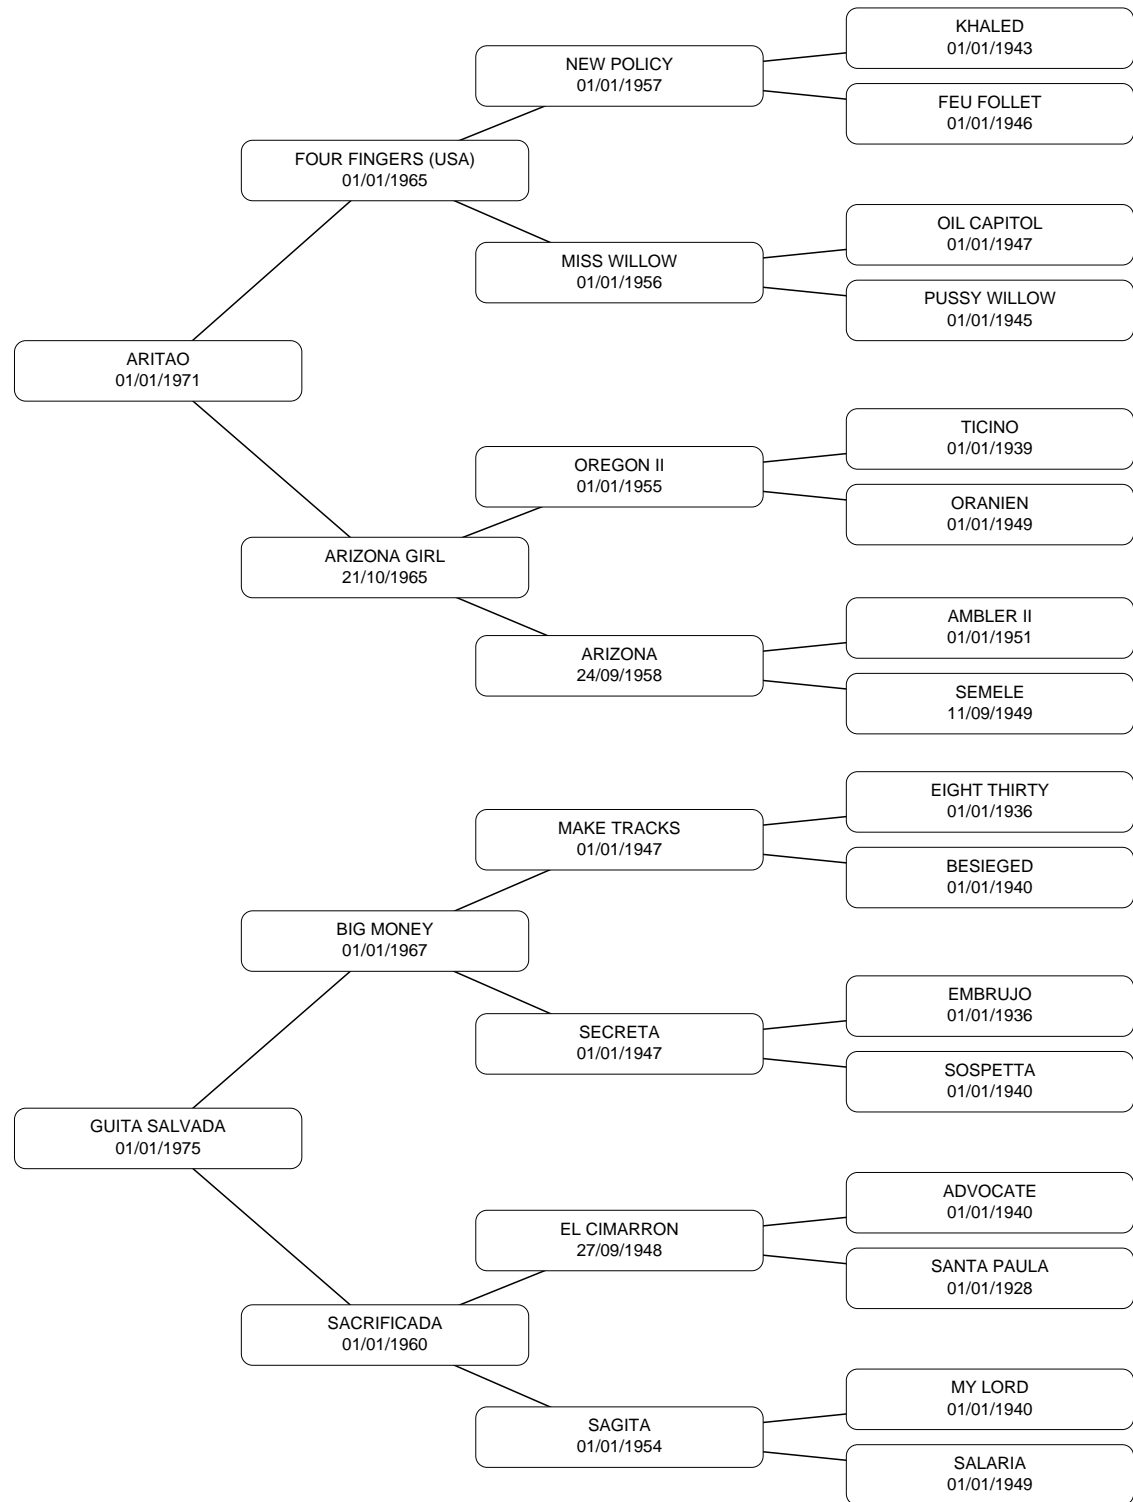 KHALED
01/01/1943
NEW POLICY
01/01/1957
FEU FOLLET
01/01/1946
FOUR FINGERS (USA)
01/01/1965
OIL CAPITOL
01/01/1947
MISS WILLOW
01/01/1956
PUSSY WILLOW
01/01/1945
ARITAO
01/01/1971
TICINO
01/01/1939
OREGON II
01/01/1955
ORANIEN
01/01/1949
ARIZONA GIRL
21/10/1965
AMBLER II
01/01/1951
ARIZONA
24/09/1958
SEMELE
11/09/1949
EIGHT THIRTY
01/01/1936
MAKE TRACKS
01/01/1947
BESIEGED
01/01/1940
BIG MONEY
01/01/1967
EMBRUJO
01/01/1936
SECRETA
01/01/1947
SOSPETTA
01/01/1940
GUITA SALVADA
01/01/1975
ADVOCATE
01/01/1940
EL CIMARRON
27/09/1948
SANTA PAULA
01/01/1928
SACRIFICADA
01/01/1960
MY LORD
01/01/1940
SAGITA
01/01/1954
SALARIA
01/01/1949